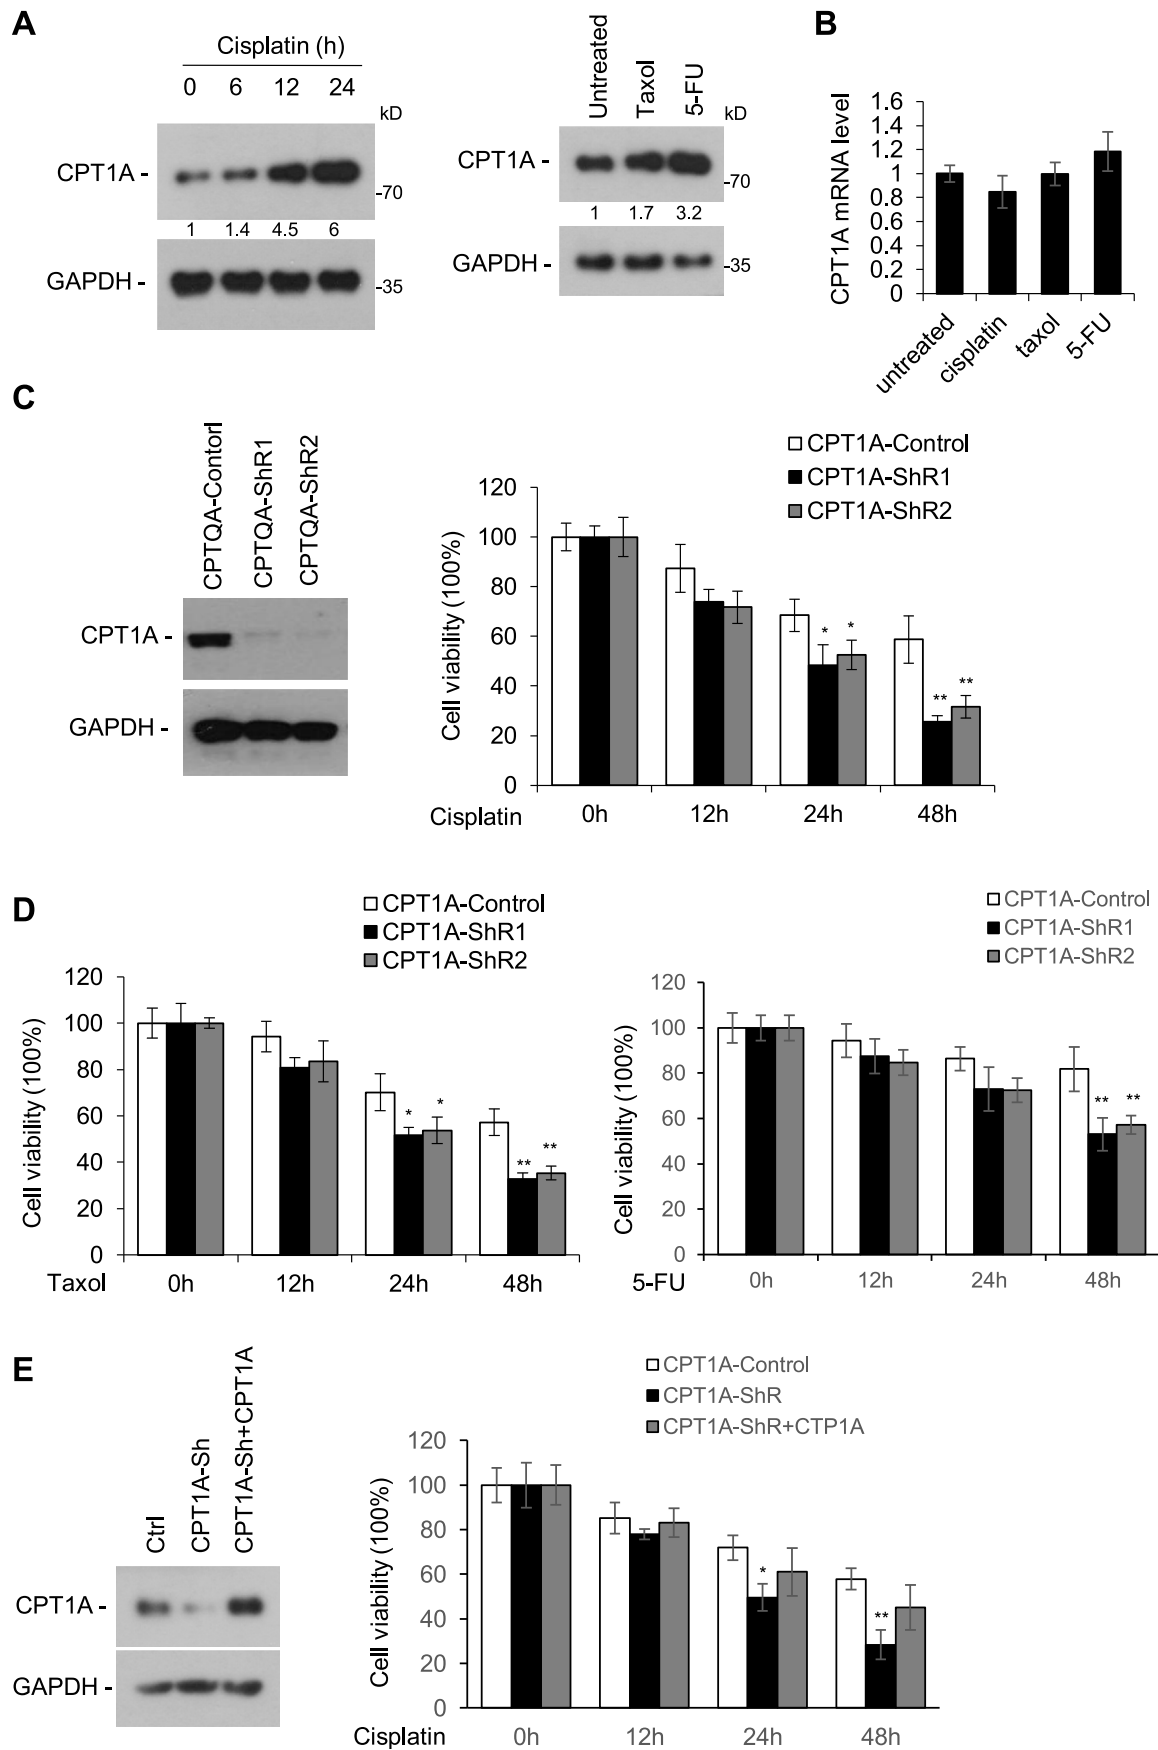 A
Cisplatin (h)
0 6 12 24
kD
CPT1A -
-70
1 1.4 4.5 6
GAPDH -
-35
Untreated
Taxol
5-FU
kD
CPT1A -
-70
1 1.7 3.2
GAPDH -
-35
B
CPT1A mRNA level
1.6
1.4
1.2
1
0.8
0.6
0.4
0.2
0
untreated
cisplatin
taxol
5-FU
C
CPTQA-Contorl
CPTQA-ShR1
CPTQA-ShR2
CPT1A -
GAPDH -
CPT1A-Control
CPT1A-ShR1
CPT1A-ShR2
Cell viability (100%)
120
100
80
60
40
20
0
* *
** **
Cisplatin 0h 12h 24h 48h
D
CPT1A-Control
CPT1A-ShR1
CPT1A-ShR2
Cell viability (100%)
120
100
80
60
40
20
0
* *
** **
Taxol 0h 12h 24h 48h
CPT1A-Control
CPT1A-ShR1
CPT1A-ShR2
Cell viability (100%)
120
100
80
60
40
20
0
** **
5-FU 0h 12h 24h 48h
E
Ctrl
CPT1A-Sh
CPT1A-Sh+CPT1A
CPT1A -
GAPDH -
CPT1A-Control
CPT1A-ShR
CPT1A-ShR+CTP1A
Cell viability (100%)
120
100
80
60
40
20
0
*
**
Cisplatin 0h 12h 24h 48h